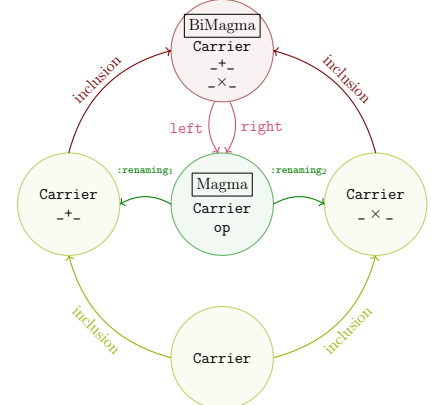 BiMagma
Carrier
_+_
_×_
inclusion
inclusion
left
right
:renaming₁
:renaming₂
Carrier
_+_
Magma
Carrier
op
Carrier
_ × _
inclusion
inclusion
Carrier